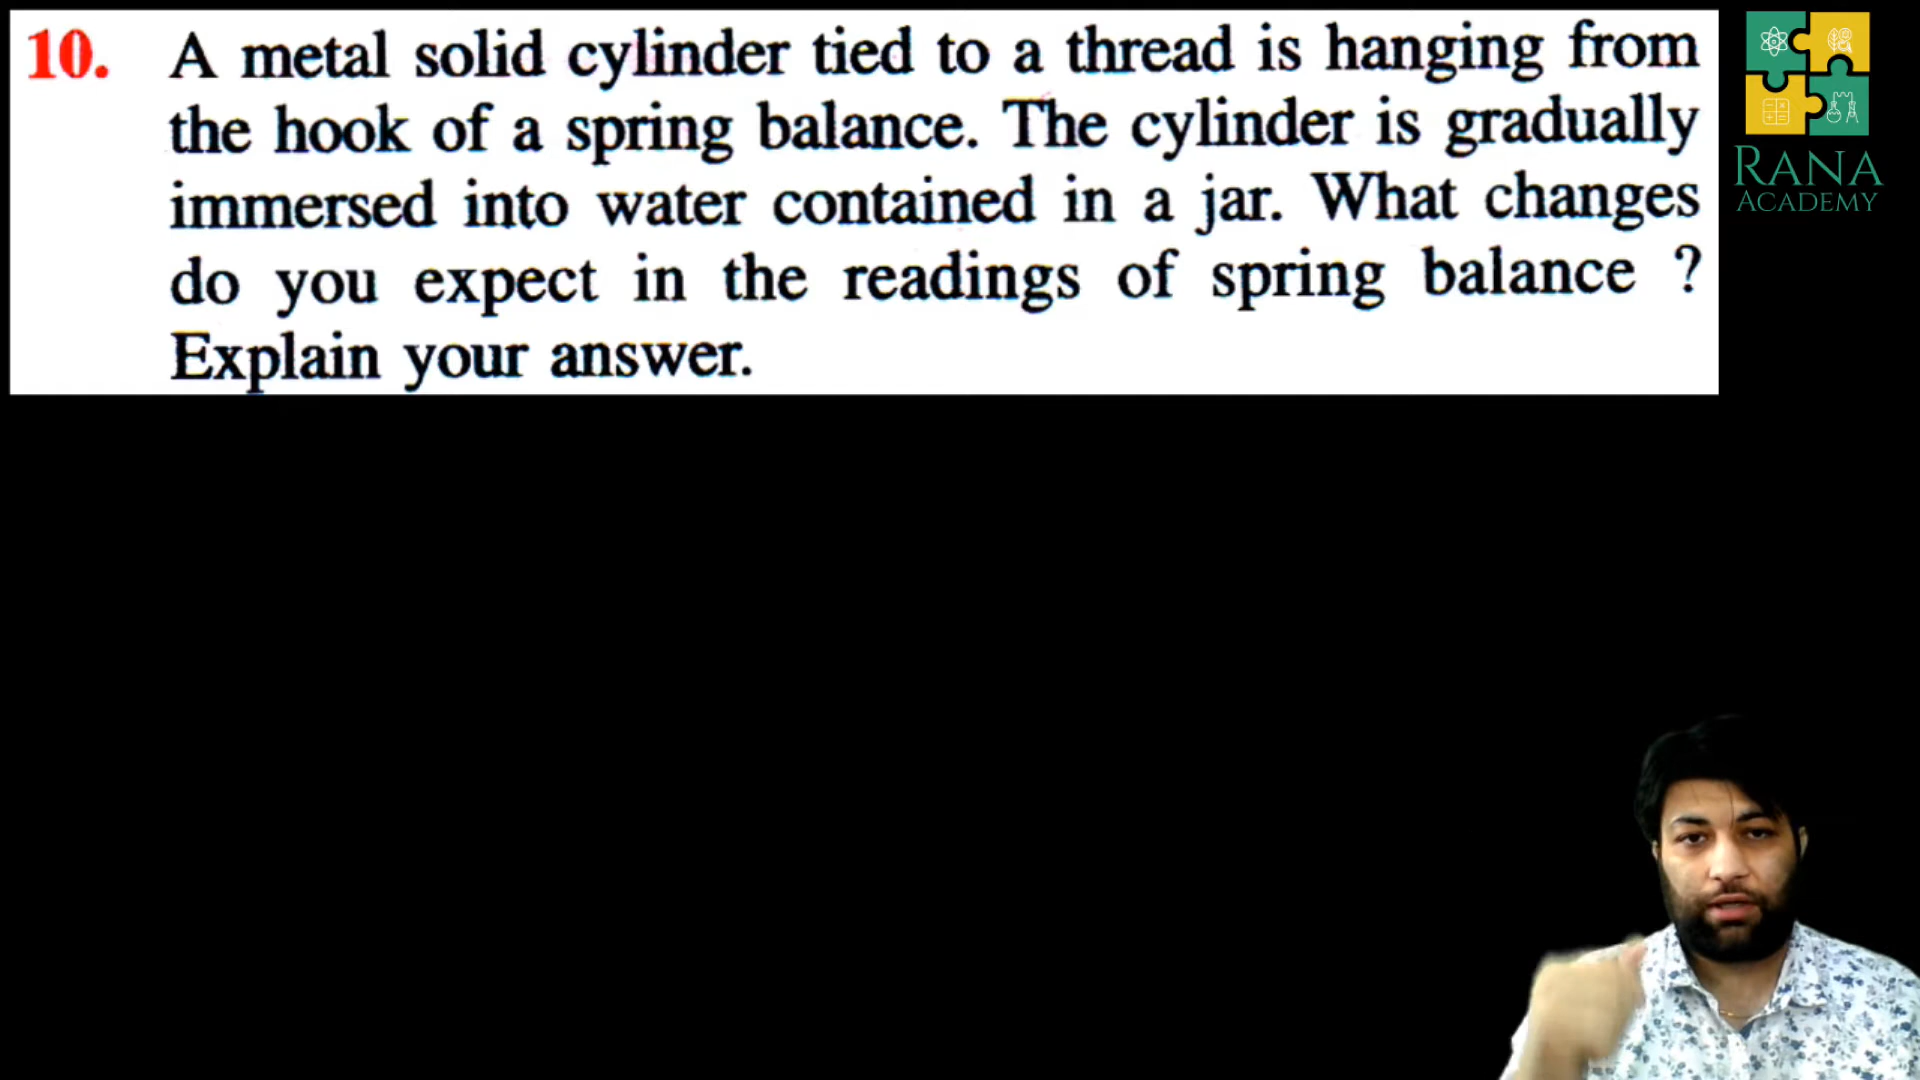 10. A metal solid cylinder tied to a thread is hanging from
the hook of a spring balance. The cylinder is gradually
immersed into water contained in a jar. What changes
do you expect in the readings of spring balance ?
Explain your answer.
RANA
ACADEMY